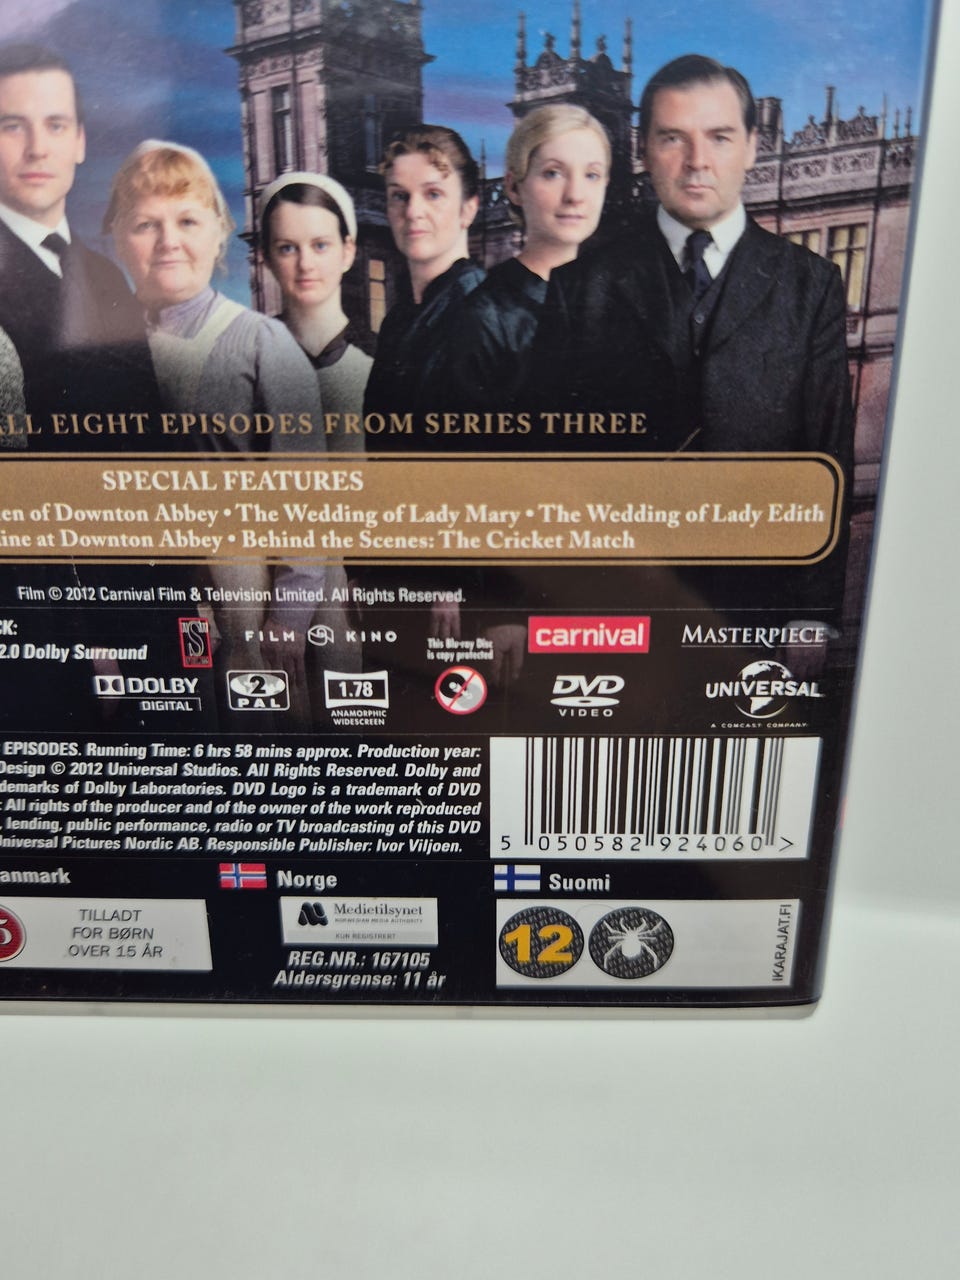 ALL EIGHT EPISODES FROM SERIES THREE
SPECIAL FEATURES
of Downton Abbey • The Wedding of Lady Mary • The Wedding of Lady Edith
at Downton Abbey • Behind the Scenes: The Cricket Match
Film © 2012 Carnival Film & Television Limited. All Rights Reserved.
2.0 Dolby Surround
FILM KINO
This Blu-ray Disc
is copy protected
carnival
MASTERPIECE
DOLBY
DIGITAL
2
PAL
1.78
ANAMORPHIC
WIDESCREEN
DVD
VIDEO
UNIVERSAL
A COMCAST COMPANY
EPISODES. Running Time: 6 hrs 58 mins approx. Production year:
Design © 2012 Universal Studios. All Rights Reserved. Dolby and
of Dolby Laboratories. DVD Logo is a trademark of DVD
All rights of the producer and of the owner of the work reproduced
lending, public performance, radio or TV broadcasting of this DVD
Universal Pictures Nordic AB. Responsible Publisher: Ivor Viljoen.
5 050582 924060 >
Norge
Suomi
TILLADT
FOR BØRN
OVER 15 ÅR
Medietilsynet
NORWEGIAN MEDIA AUTHORITY
KUN REGISTRERT
REG.NR.: 167105
Aldersgrense: 11 år
12
IKARAJAT.FI